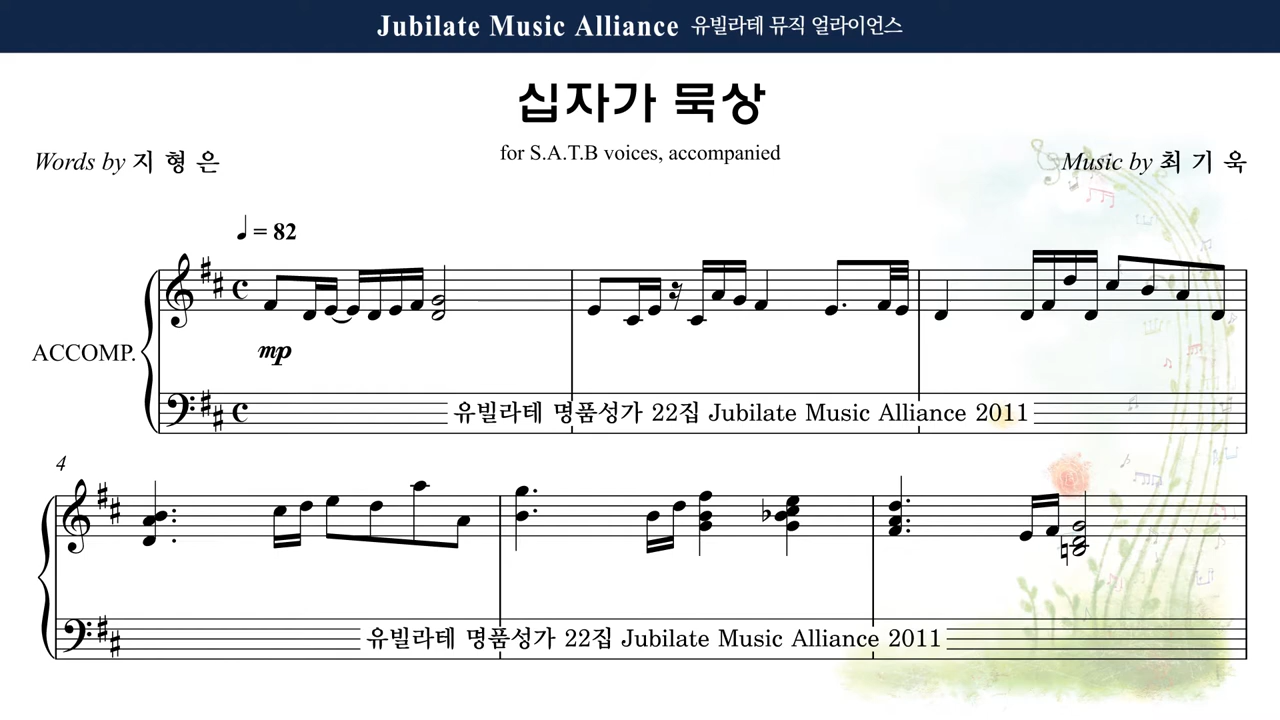 Jubilate Music Alliance 유빌라테 뮤직 얼라이언스
십자가 묵상
for S.A.T.B voices, accompanied
Words by 지 형 은
Music by 최 기 욱
♩ = 82
ACCOMP.
mp
유빌라테 명품성가 22집 Jubilate Music Alliance 2011
4
유빌라테 명품성가 22집 Jubilate Music Alliance 2011